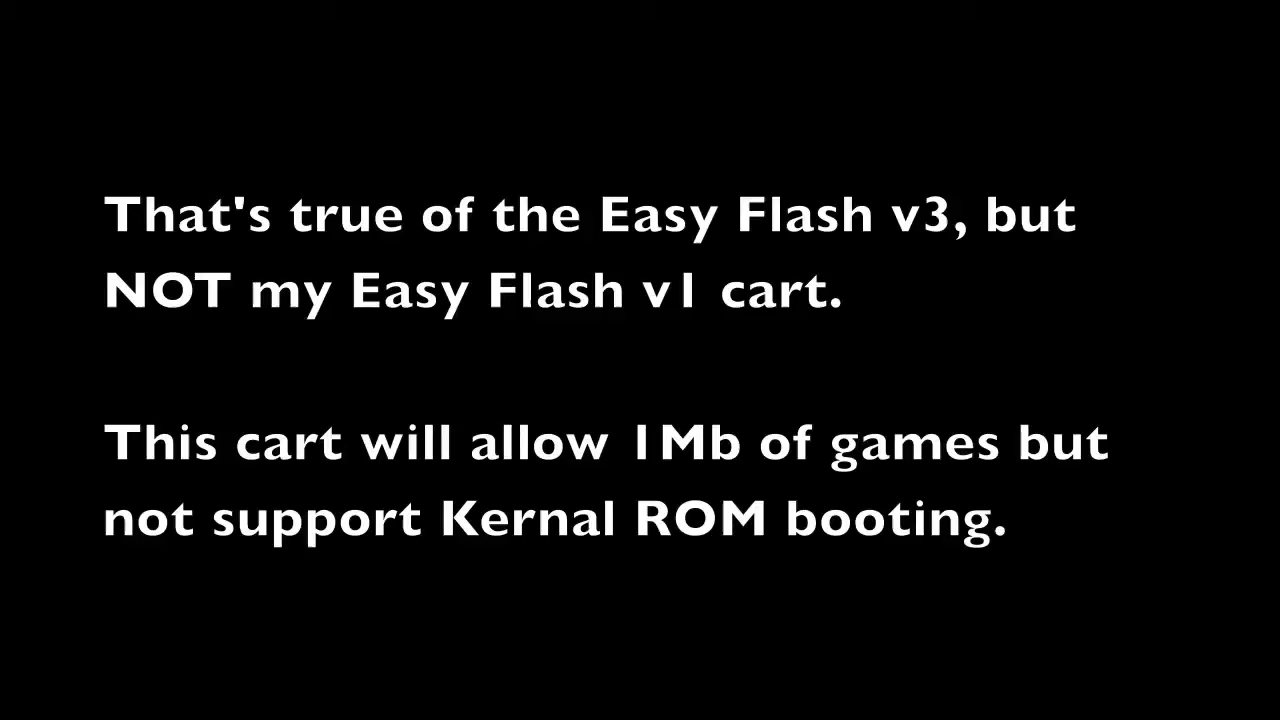 That's true of the Easy Flash v3, but
NOT my Easy Flash v1 cart.
This cart will allow 1Mb of games but
not support Kernal ROM booting.